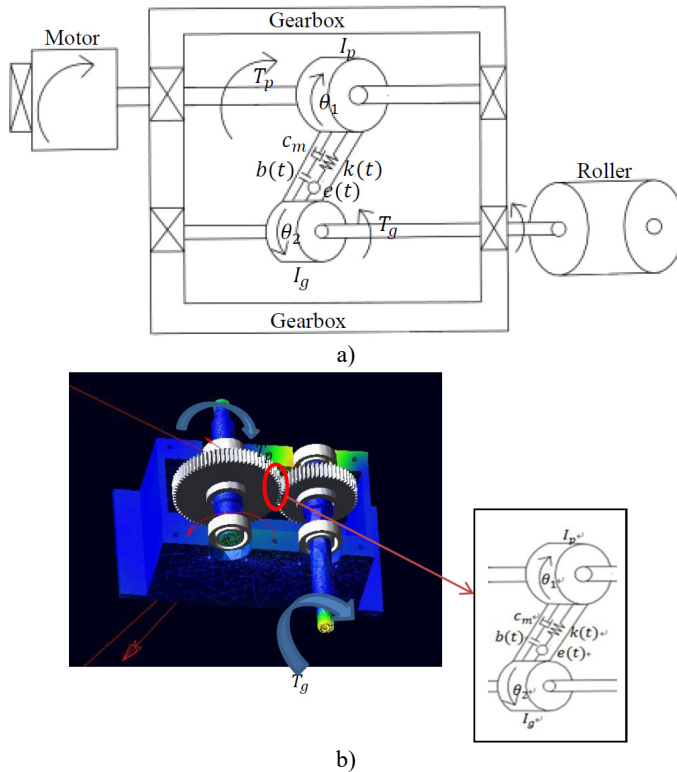 Gearbox
Motor
I_p
T_p
θ_1
c_m
b(t)
k(t)
e(t)
Roller
θ_2
T_g
I_g
Gearbox
a)
I_p
θ_1
c_m
b(t)
k(t)
e(t)
θ_2
I_g
T_g
b)